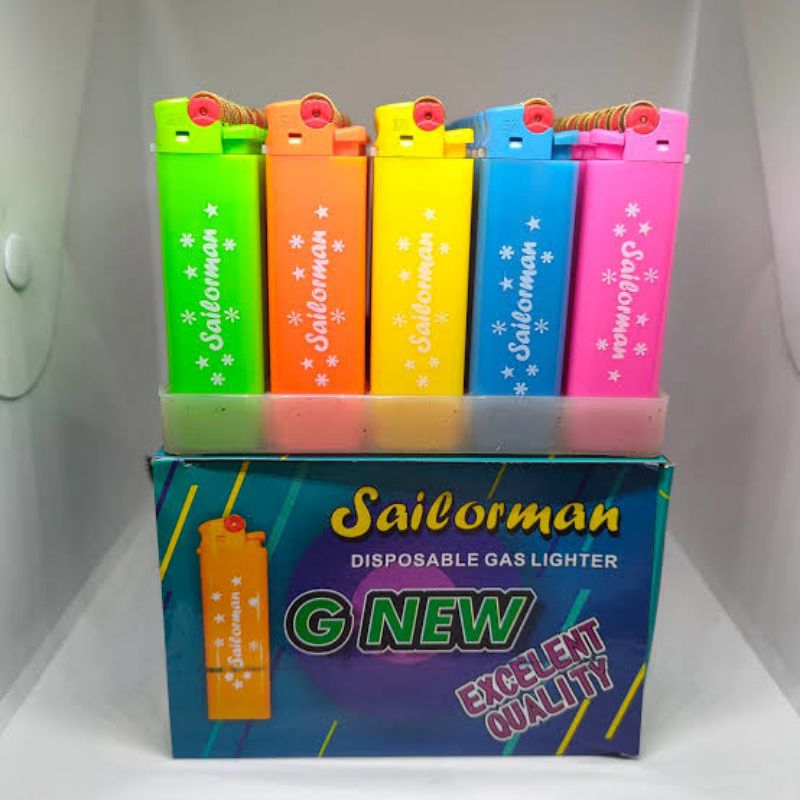 Sailorman
Sailorman
Sailorman
Sailorman
Sailorman
Sailorman
DISPOSABLE GAS LIGHTER
G NEW
Sailorman
EXCELENT
QUALITY